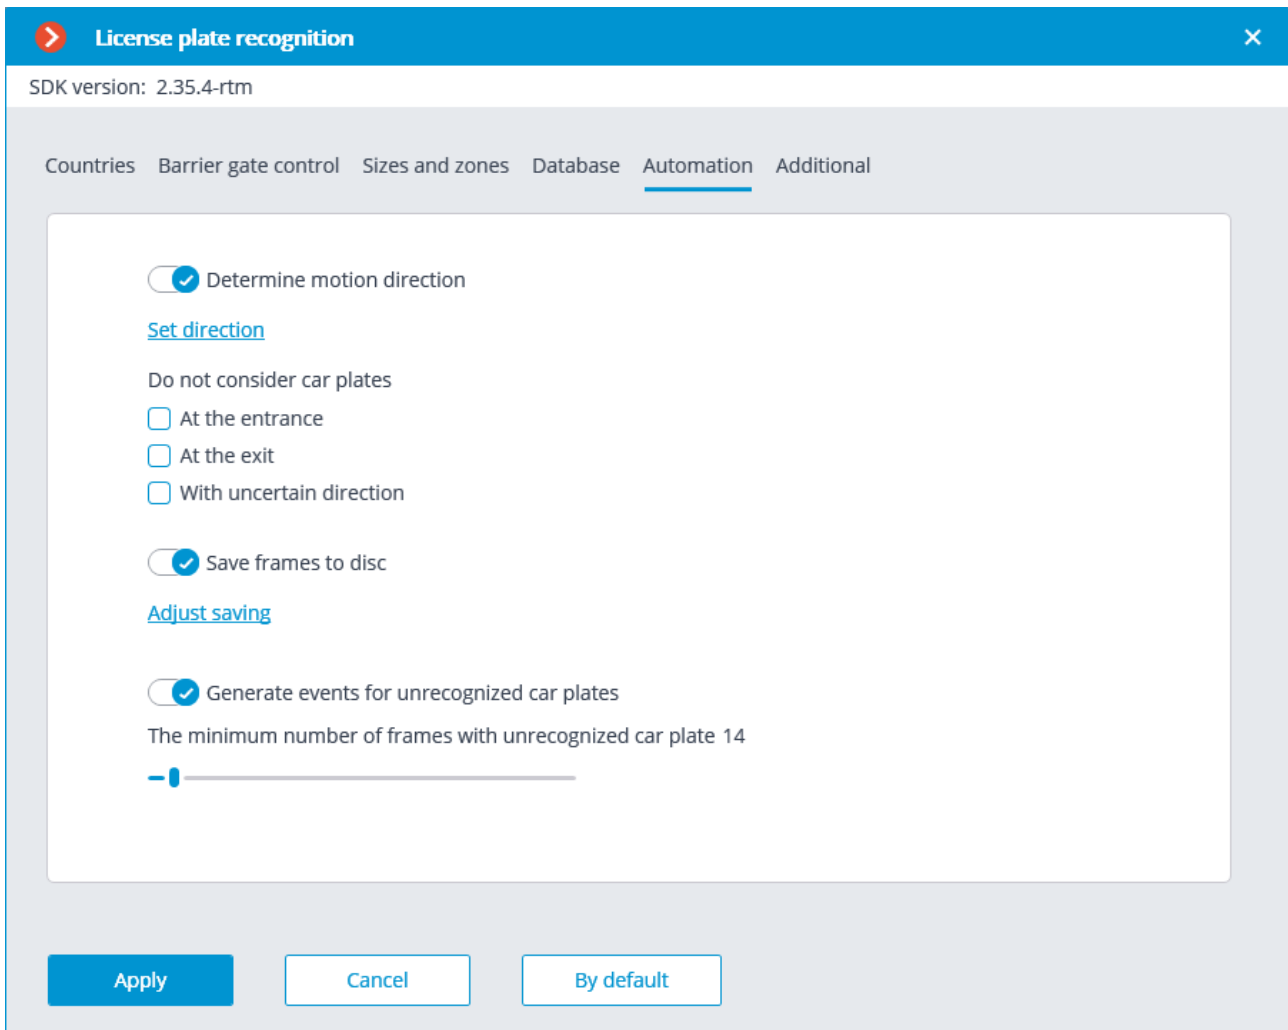 License plate recognition
SDK version: 2.35.4-rtm
Countries Barrier gate control Sizes and zones Database Automation Additional
Determine motion direction
Set direction
Do not consider car plates
At the entrance
At the exit
With uncertain direction
Save frames to disc
Adjust saving
Generate events for unrecognized car plates
The minimum number of frames with unrecognized car plate 14
Apply Cancel By default